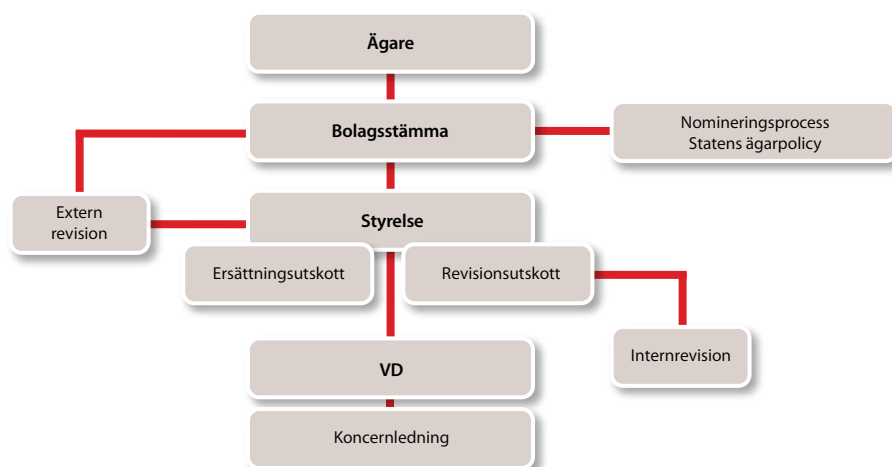 Ägare
Bolagsstämma
Nomineringsprocess
Statens ägarpolicy
Extern
revision
Styrelse
Ersättningsutskott
Revisionsutskott
Internrevision
VD
Koncernledning